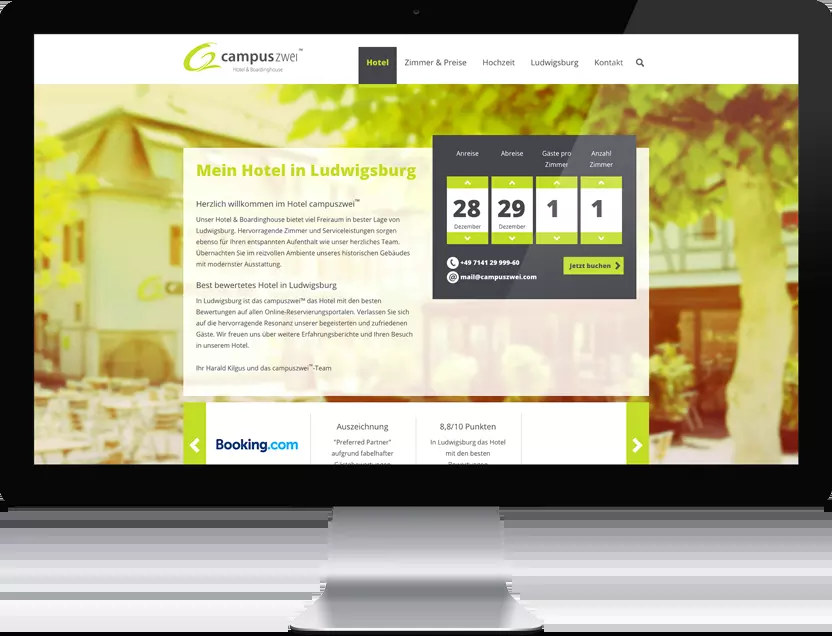 campuszwei™
Hotel & Boardinghouse
Hotel
Zimmer & Preise
Hochzeit
Ludwigsburg
Kontakt
Mein Hotel in Ludwigsburg
Herzlich willkommen im Hotel campuszwei™
Unser Hotel & Boardinghouse bietet viel Freiraum in bester Lage von
Ludwigsburg. Hervorragende Zimmer und Serviceleistungen sorgen
ebenso für Ihren entspannten Aufenthalt wie unser herzliches Team.
Übernachten Sie im reizvollen Ambiente unseres historischen Gebäudes
mit modernster Ausstattung.
Best bewertetes Hotel in Ludwigsburg
In Ludwigsburg ist das campuszwei™ das Hotel mit den besten
Bewertungen auf allen Online-Reservierungsportalen. Verlassen Sie sich
auf die hervorragende Resonanz unserer begeisterten und zufriedenen
Gäste. Wir freuen uns über weitere Erfahrungsberichte und Ihren Besuch
in unserem Hotel.
Ihr Harald Kilgus und das campuszwei™-Team
Anreise
Abreise
Gäste pro
Zimmer
Anzahl
Zimmer
28
29
1
1
Dezember
Dezember
+49 7141 29 999-60
mail@campuszwei.com
Jetzt buchen
Booking.com
Auszeichnung
"Preferred Partner"
aufgrund fabelhafter
8,8/10 Punkten
In Ludwigsburg das Hotel
mit den besten